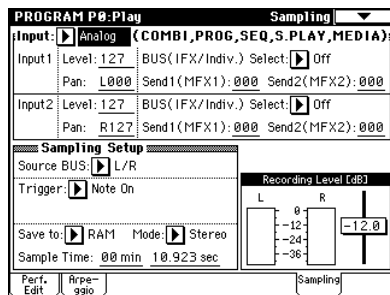 PROGRAM P0:Play Sampling
Input: Analog (COMBI,PROG,SEQ,S.PLAY,MEDIA)
Input1 Level: 127 BUS(IFX/Indiv.) Select: Off
Pan: L000 Send1(MFX1): 000 Send2(MFX2): 000
Input2 Level: 127 BUS(IFX/Indiv.) Select: Off
Pan: R127 Send1(MFX1): 000 Send2(MFX2): 000
Sampling Setup
Source BUS: L/R
Trigger: Note On
Save to: RAM Mode: Stereo
Sample Time: 00 min 10.923 sec
Recording Level [dB]
L R
0
-12
-24
-36
-12.0
Perf. Edit
Arpe- ggio
Sampling